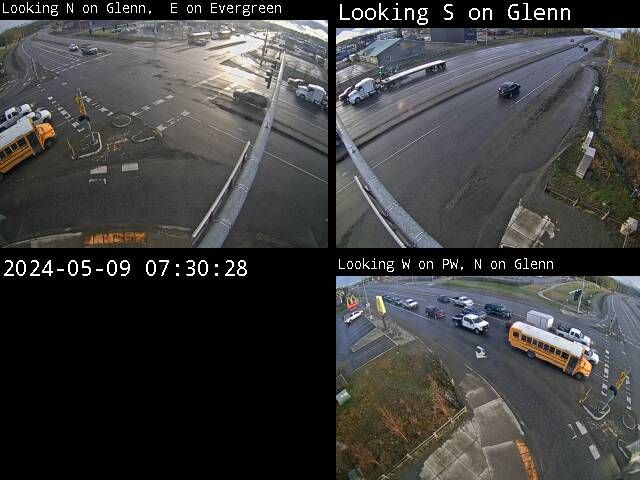 Looking N on Glenn,  E on Evergreen
Looking S on Glenn
2024-05-09 07:30:28
Looking W on PW, N on Glenn